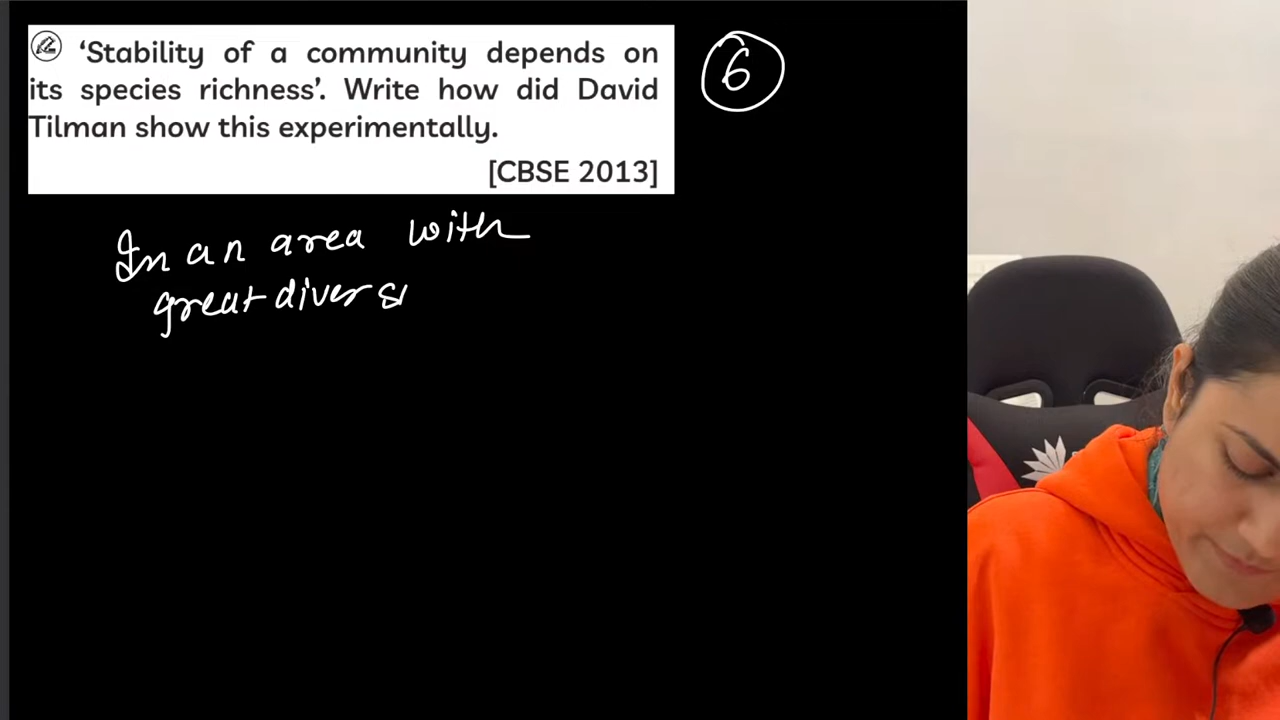 ‘Stability of a community depends on
its species richness’. Write how did David
Tilman show this experimentally.
[CBSE 2013]
6
In an area with
great divers